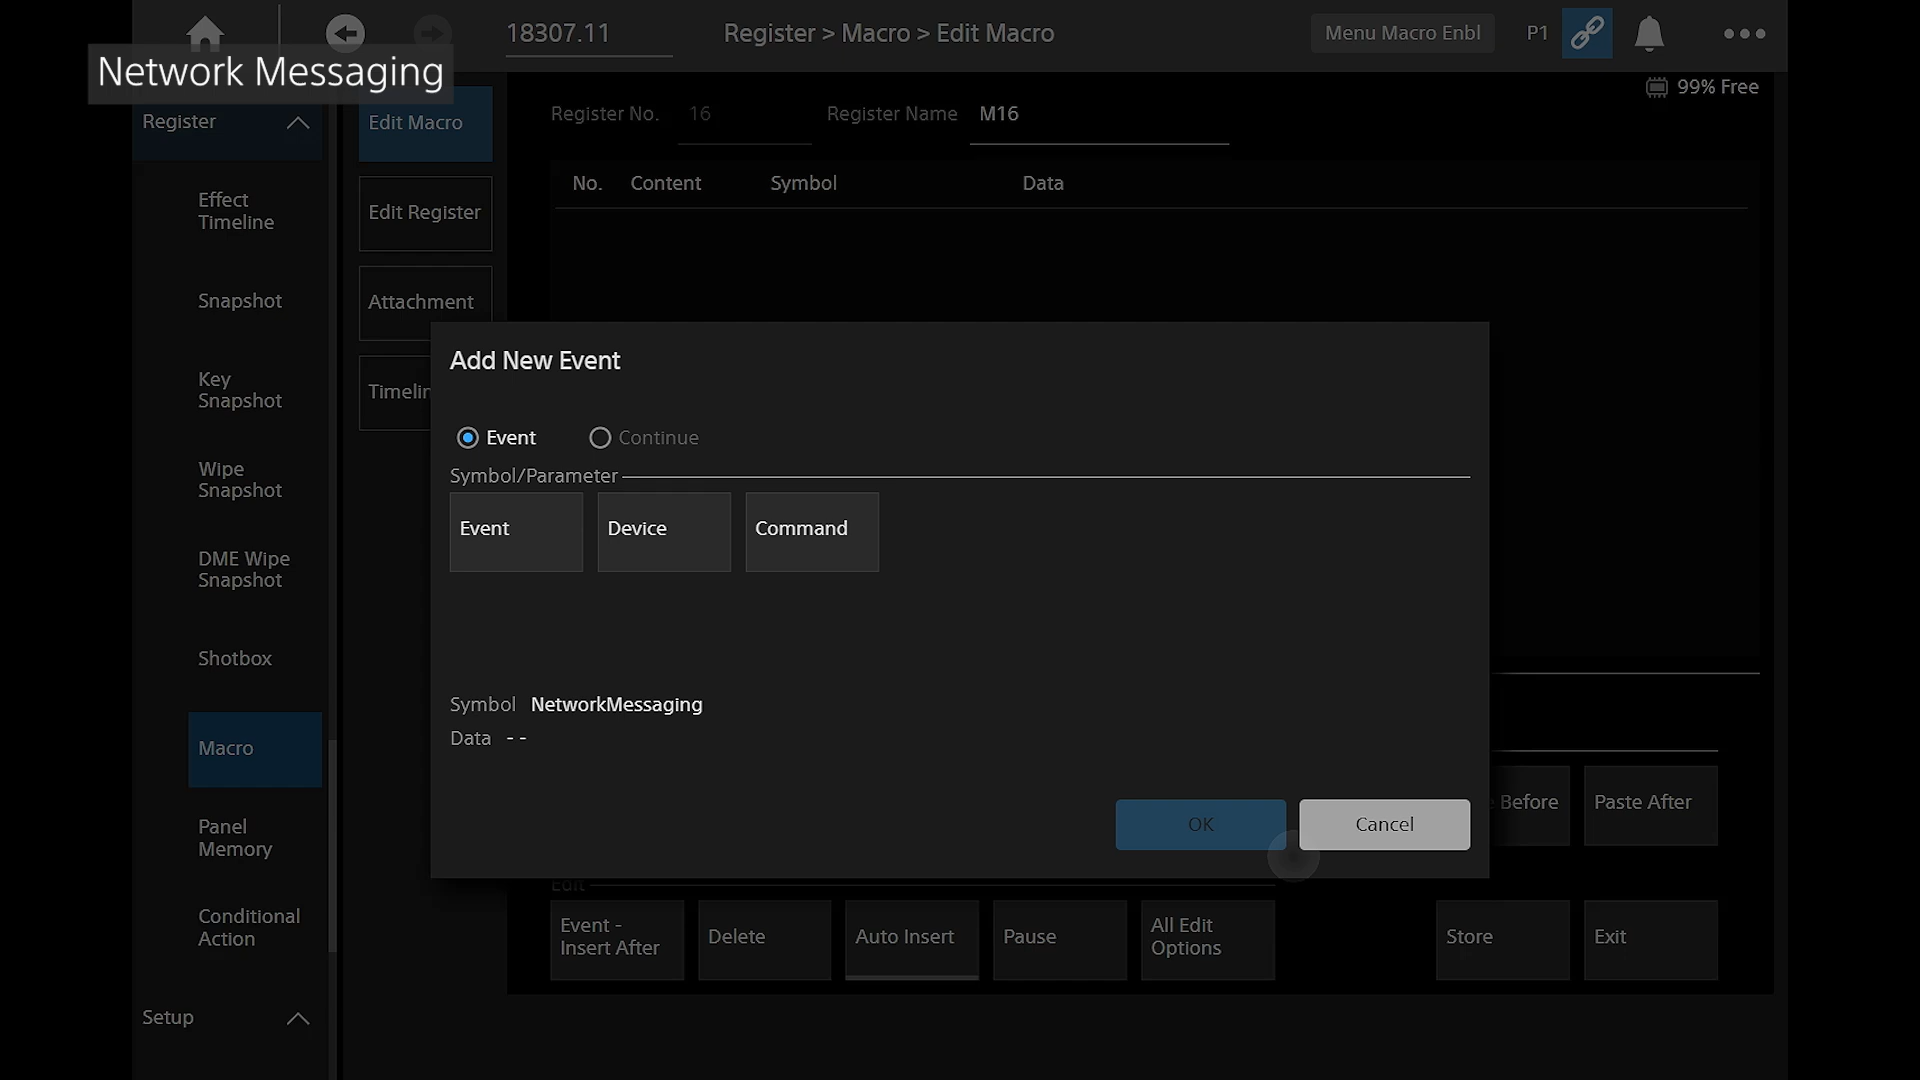 18307.11
Register > Macro > Edit Macro
Menu Macro Enbl
P1
Network Messaging
99% Free
Register
Edit Macro
Register No. 16
Register Name M16
No. Content Symbol Data
Effect
Timeline
Edit Register
Snapshot
Attachment
Key
Snapshot
Timelin
Wipe
Snapshot
DME Wipe
Snapshot
Shotbox
Macro
Panel
Memory
Conditional
Action
Setup
Add New Event
Event
Continue
Symbol/Parameter
Event
Device
Command
Symbol NetworkMessaging
Data - -
OK
Cancel
Before
Paste After
Edit
Event -
Insert After
Delete
Auto Insert
Pause
All Edit
Options
Store
Exit